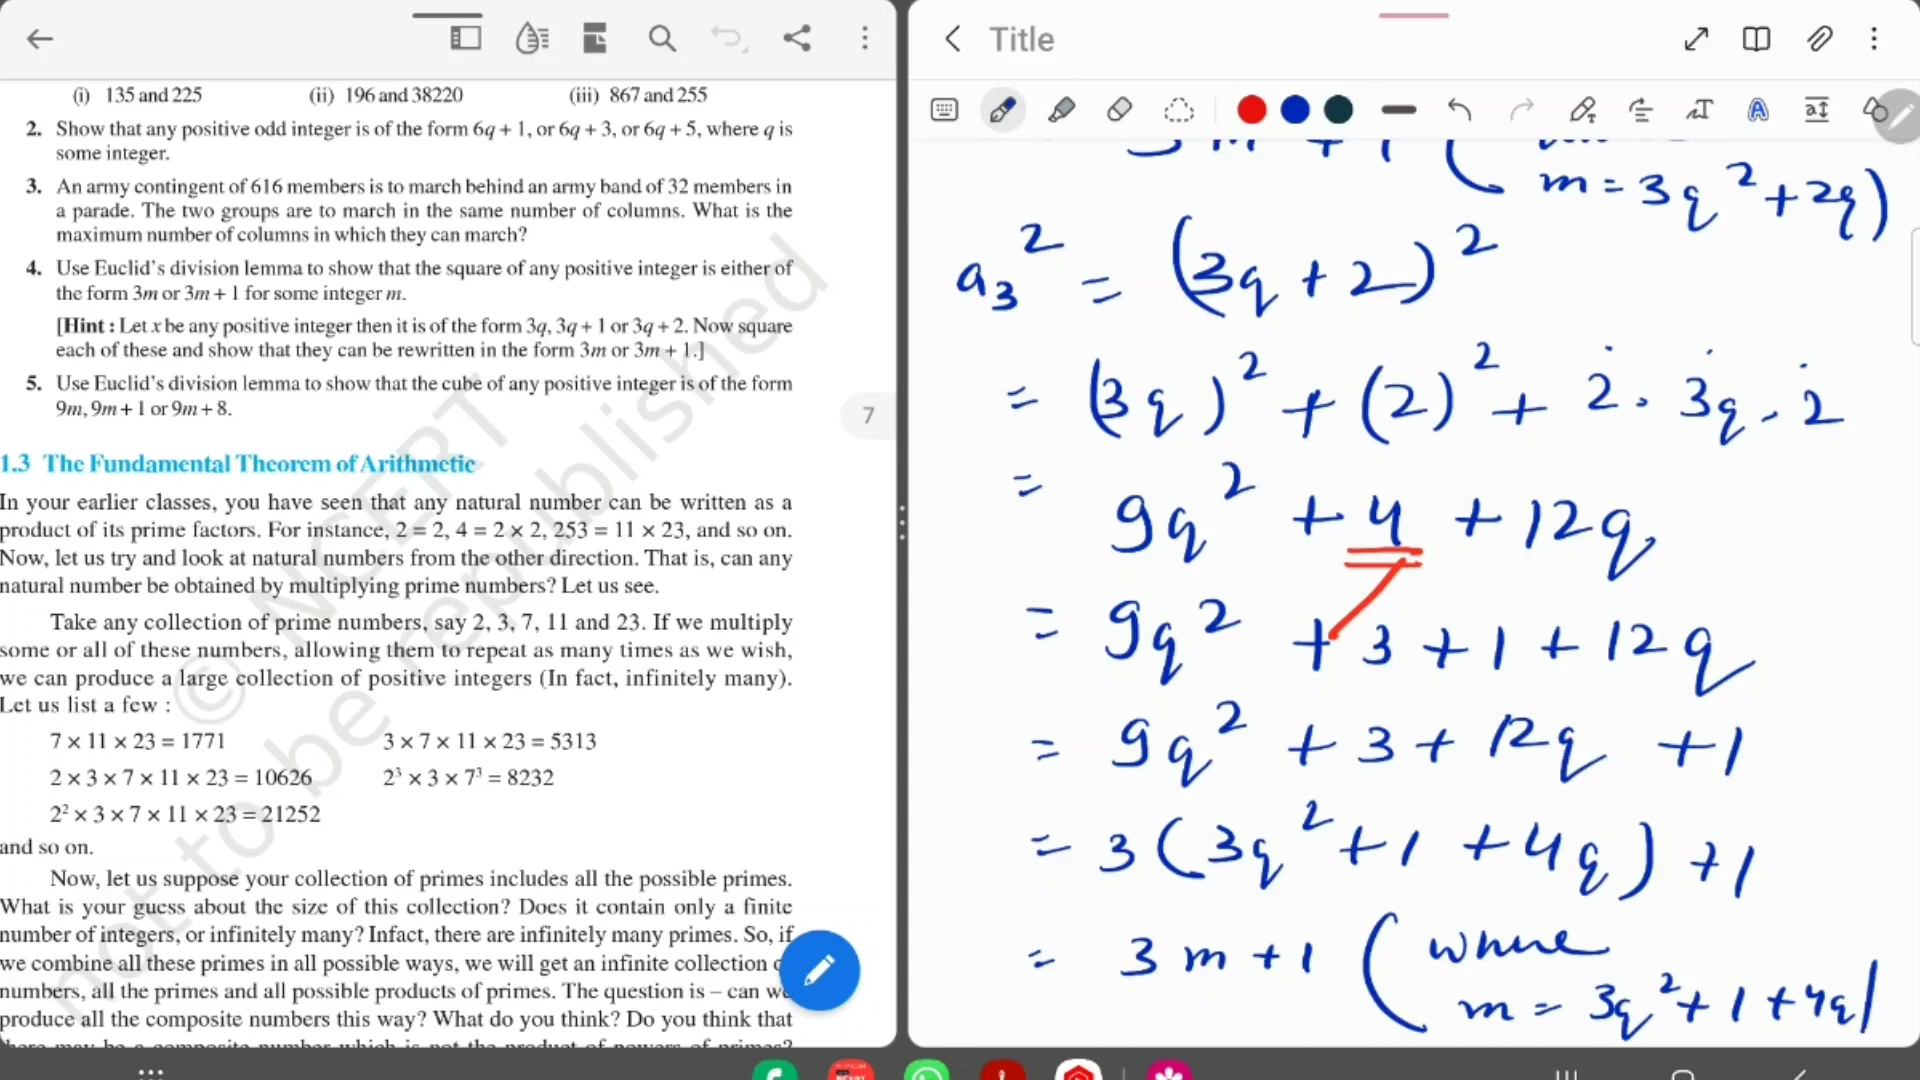 (i) 135 and 225 (ii) 196 and 38220 (iii) 867 and 255
2. Show that any positive odd integer is of the form 6q + 1, or 6q + 3, or 6q + 5, where q is
some integer.
3. An army contingent of 616 members is to march behind an army band of 32 members in
a parade. The two groups are to march in the same number of columns. What is the
maximum number of columns in which they can march?
4. Use Euclid's division lemma to show that the square of any positive integer is either of
the form 3m or 3m + 1 for some integer m.
[Hint : Let x be any positive integer then it is of the form 3q, 3q + 1 or 3q + 2. Now square
each of these and show that they can be rewritten in the form 3m or 3m + 1.]
5. Use Euclid's division lemma to show that the cube of any positive integer is of the form
9m, 9m + 1 or 9m + 8.
7
1.3 The Fundamental Theorem of Arithmetic
In your earlier classes, you have seen that any natural number can be written as a
product of its prime factors. For instance, 2 = 2, 4 = 2 × 2, 253 = 11 × 23, and so on.
Now, let us try and look at natural numbers from the other direction. That is, can any
natural number be obtained by multiplying prime numbers? Let us see.
Take any collection of prime numbers, say 2, 3, 7, 11 and 23. If we multiply
some or all of these numbers, allowing them to repeat as many times as we wish,
we can produce a large collection of positive integers (In fact, infinitely many).
Let us list a few :
7 × 11 × 23 = 1771 3 × 7 × 11 × 23 = 5313
2 × 3 × 7 × 11 × 23 = 10626 2³ × 3 × 7³ = 8232
2² × 3 × 7 × 11 × 23 = 21252
and so on.
Now, let us suppose your collection of primes includes all the possible primes.
What is your guess about the size of this collection? Does it contain only a finite
number of integers, or infinitely many? Infact, there are infinitely many primes. So, if
we combine all these primes in all possible ways, we will get an infinite collection
numbers, all the primes and all possible products of primes. The question is – can we
produce all the composite numbers this way? What do you think? Do you think that
there may be a composite number which is not the product of powers of primes?
© NCERT
not to be republished
Title
3m + 1 (
m = 3q² + 2q)
a₃² = (3q + 2)²
= (3q)² + (2)² + 2 . 3q . 2
= 9q² + 4 + 12q
= 9q² + 3 + 1 + 12q
= 9q² + 3 + 12q + 1
= 3 (3q² + 1 + 4q) + 1
= 3m + 1 ( where
m = 3q² + 1 + 4q)